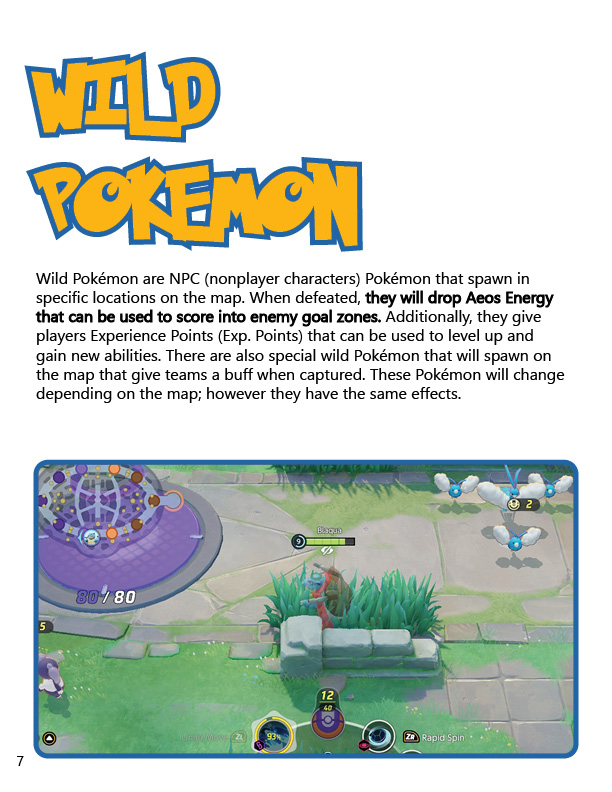 WILD
POKEMON
Wild Pokémon are NPC (nonplayer characters) Pokémon that spawn in
specific locations on the map. When defeated, they will drop Aeos Energy
that can be used to score into enemy goal zones. Additionally, they give
players Experience Points (Exp. Points) that can be used to level up and
gain new abilities. There are also special wild Pokémon that will spawn on
the map that give teams a buff when captured. These Pokémon will change
depending on the map; however they have the same effects.
2
Blaqua
9
80 / 80
5
12
40
ZL
93%
ZR Rapid Spin
7